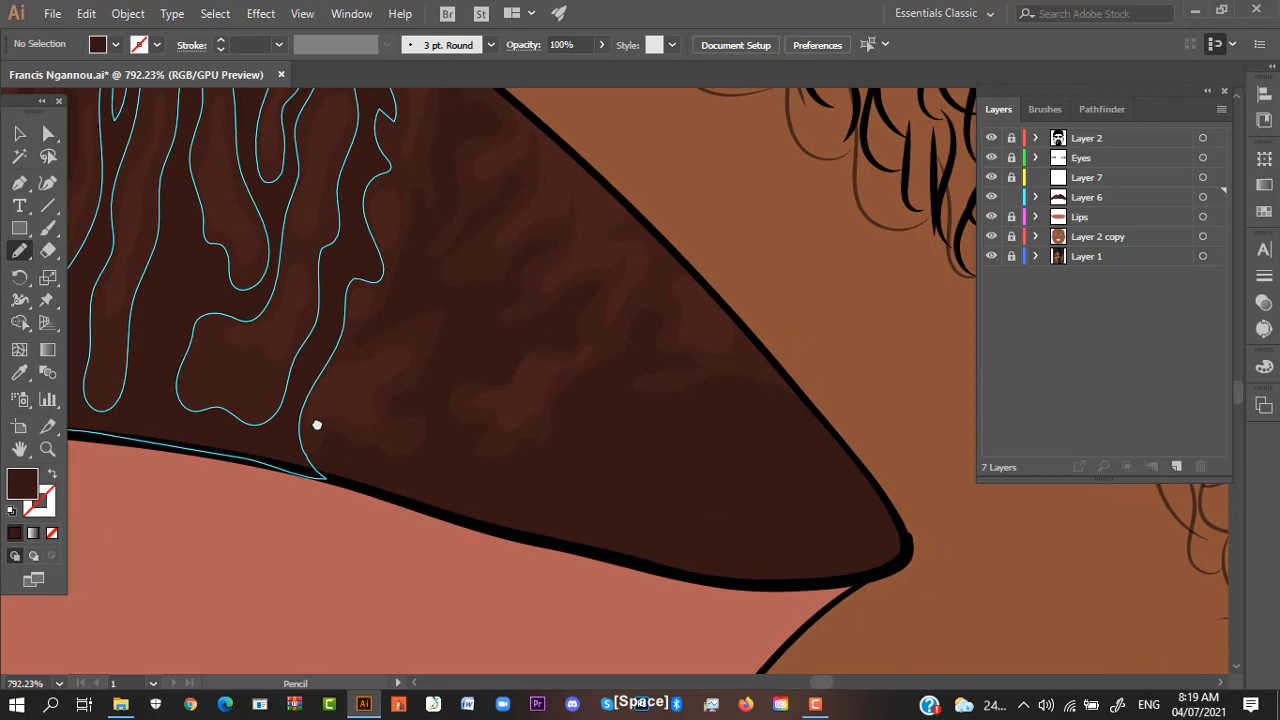 Ai File Edit Object Type Select Effect View Window Help Br St Essentials Classic Search Adobe Stock
No Selection Stroke: 3 pt. Round Opacity: 100% Style: Document Setup Preferences
Francis Ngannou.ai* @ 792.23% (RGB/GPU Preview)
Layers Brushes Pathfinder
Layer 2
Eyes
Layer 7
Layer 6
Lips
Layer 2 copy
Layer 1
7 Layers
792.23% 1 Pencil
[Space]
24...
ENG
8:19 AM
04/07/2021